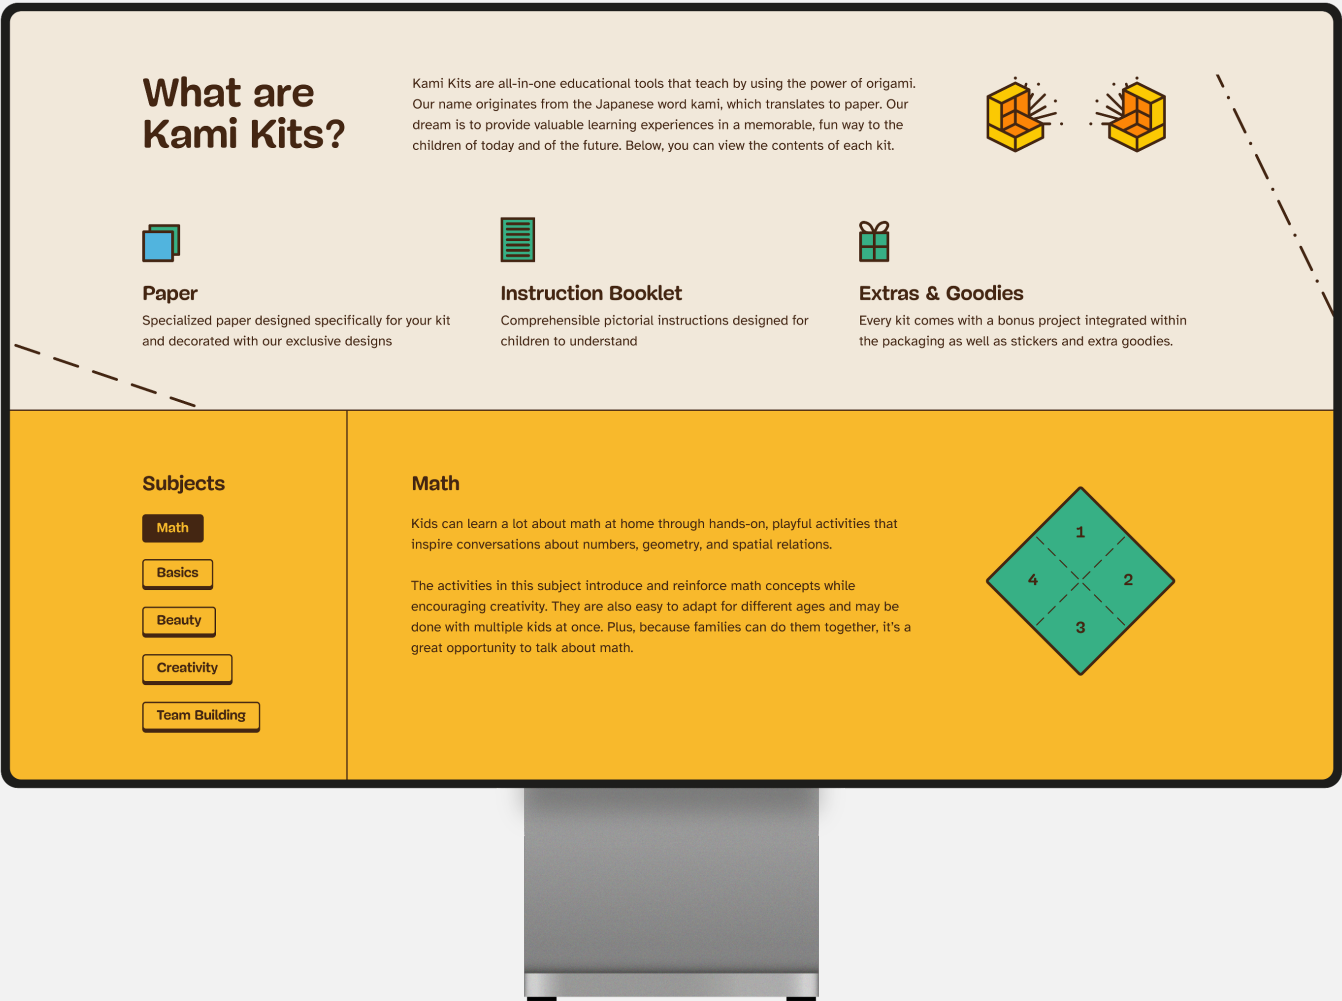 What are
Kami Kits?
Kami Kits are all-in-one educational tools that teach by using the power of origami.
Our name originates from the Japanese word kami, which translates to paper. Our
dream is to provide valuable learning experiences in a memorable, fun way to the
children of today and of the future. Below, you can view the contents of each kit.
Paper
Specialized paper designed specifically for your kit
and decorated with our exclusive designs
Instruction Booklet
Comprehensible pictorial instructions designed for
children to understand
Extras & Goodies
Every kit comes with a bonus project integrated within
the packaging as well as stickers and extra goodies.
Subjects
Math
Basics
Beauty
Creativity
Team Building
Math
Kids can learn a lot about math at home through hands-on, playful activities that
inspire conversations about numbers, geometry, and spatial relations.
The activities in this subject introduce and reinforce math concepts while
encouraging creativity. They are also easy to adapt for different ages and may be
done with multiple kids at once. Plus, because families can do them together, it's a
great opportunity to talk about math.
1
4
2
3